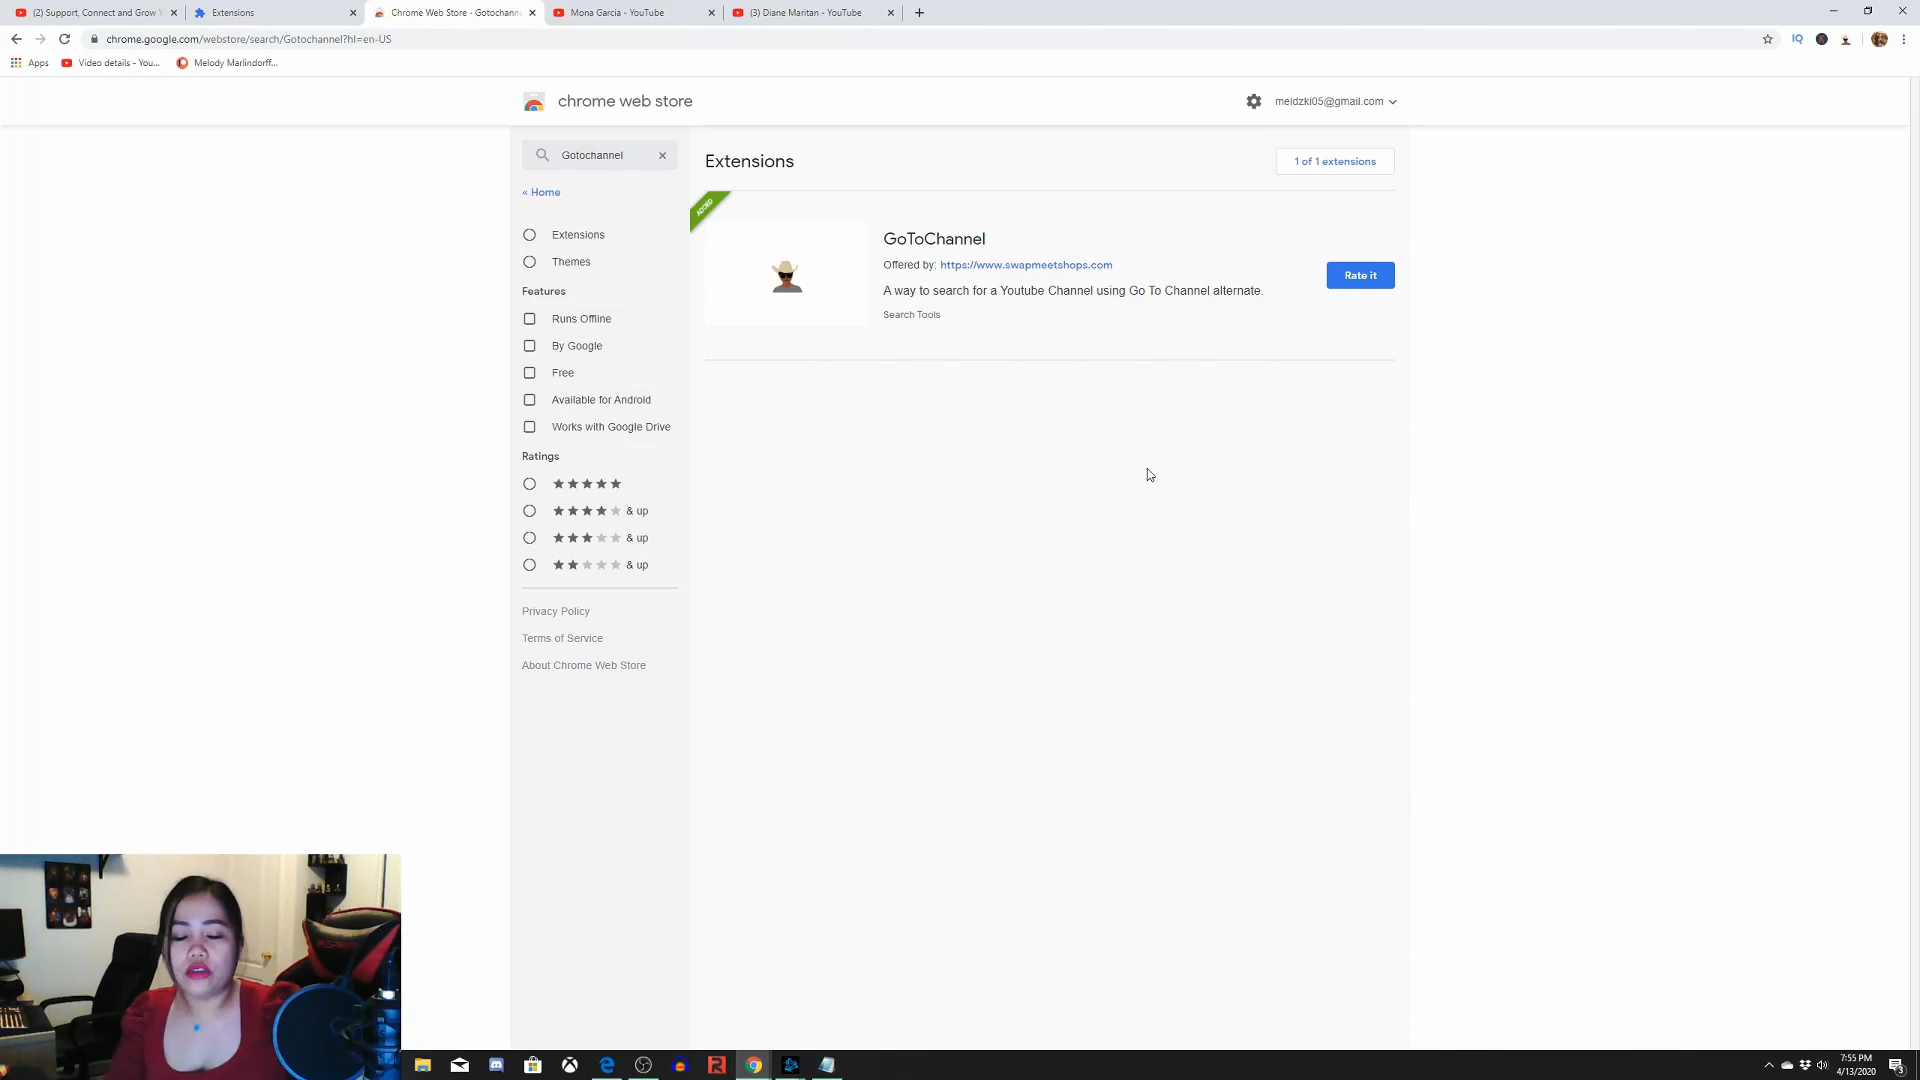 (2) Support, Connect and Grow
Extensions
Chrome Web Store - Gotochann
Mona Garcia - YouTube
(3) Diane Maritan - YouTube
chrome.google.com/webstore/search/Gotochannel?hl=en-US
IQ
Apps
Video details - You...
Melody Marlindorff...
chrome web store
meldzki05@gmail.com
Gotochannel
Extensions
1 of 1 extensions
« Home
ADDED
Extensions
GoToChannel
Themes
Offered by: https://www.swapmeetshops.com
Rate it
Features
A way to search for a Youtube Channel using Go To Channel alternate.
Runs Offline
Search Tools
By Google
Free
Available for Android
Works with Google Drive
Ratings
& up
& up
& up
Privacy Policy
Terms of Service
About Chrome Web Store
7:55 PM
4/13/2020
3